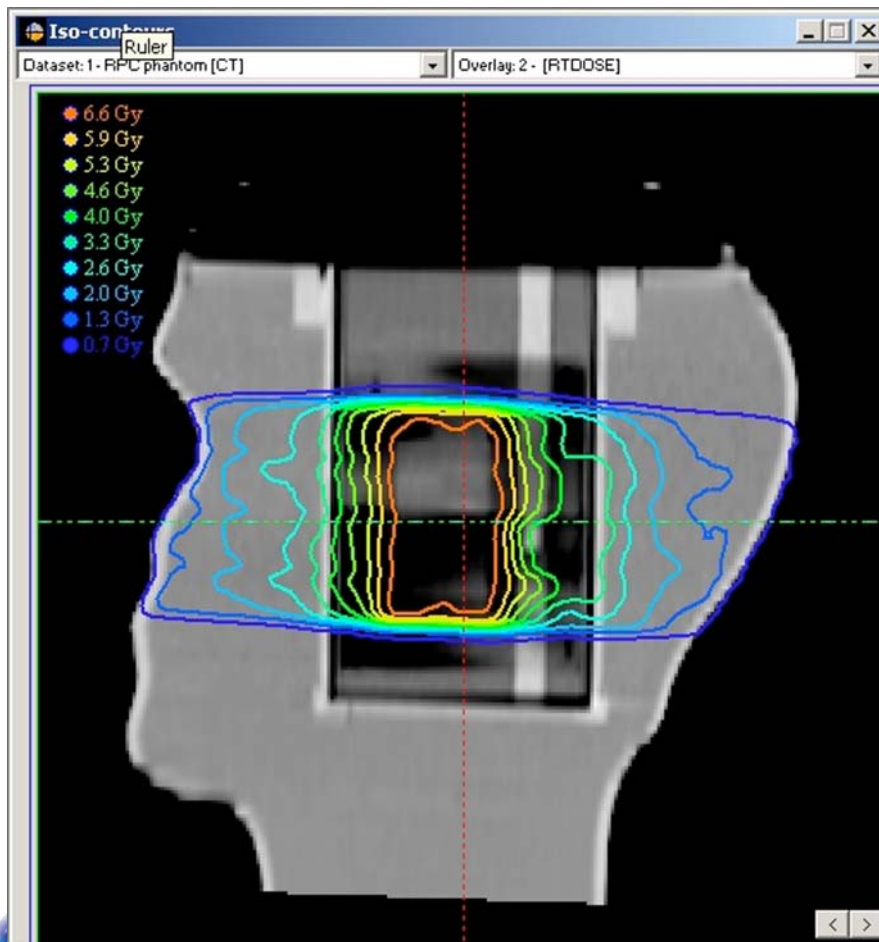 Iso-contours
Ruler
Dataset: 1 - RPC phantom [CT]
Overlay: 2 - [RTDOSE]
6.6 Gy
5.9 Gy
5.3 Gy
4.6 Gy
4.0 Gy
3.3 Gy
2.6 Gy
2.0 Gy
1.3 Gy
0.7 Gy